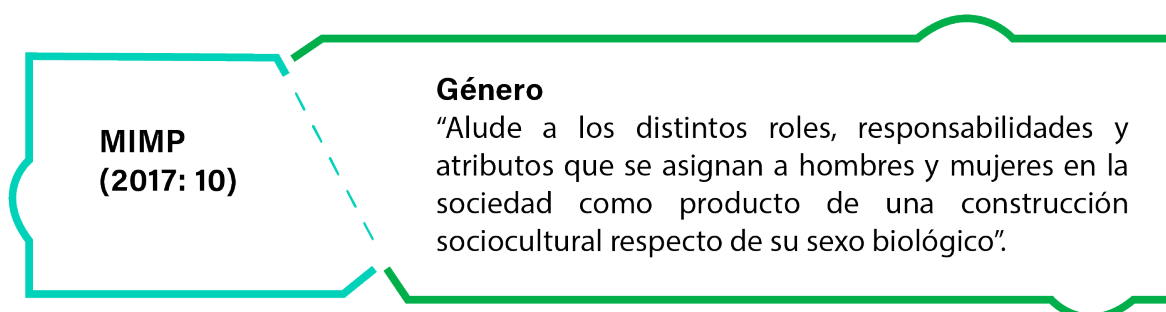 MIMP
(2017: 10)
Género
“Alude a los distintos roles, responsabilidades y
atributos que se asignan a hombres y mujeres en la
sociedad como producto de una construcción
sociocultural respecto de su sexo biológico”.